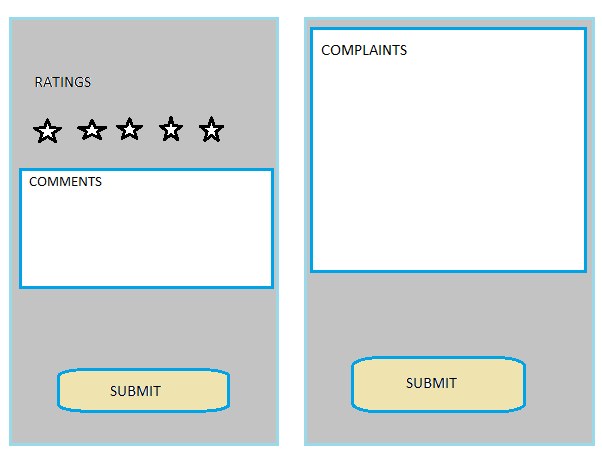 RATINGS
COMMENTS
SUBMIT
COMPLAINTS
SUBMIT